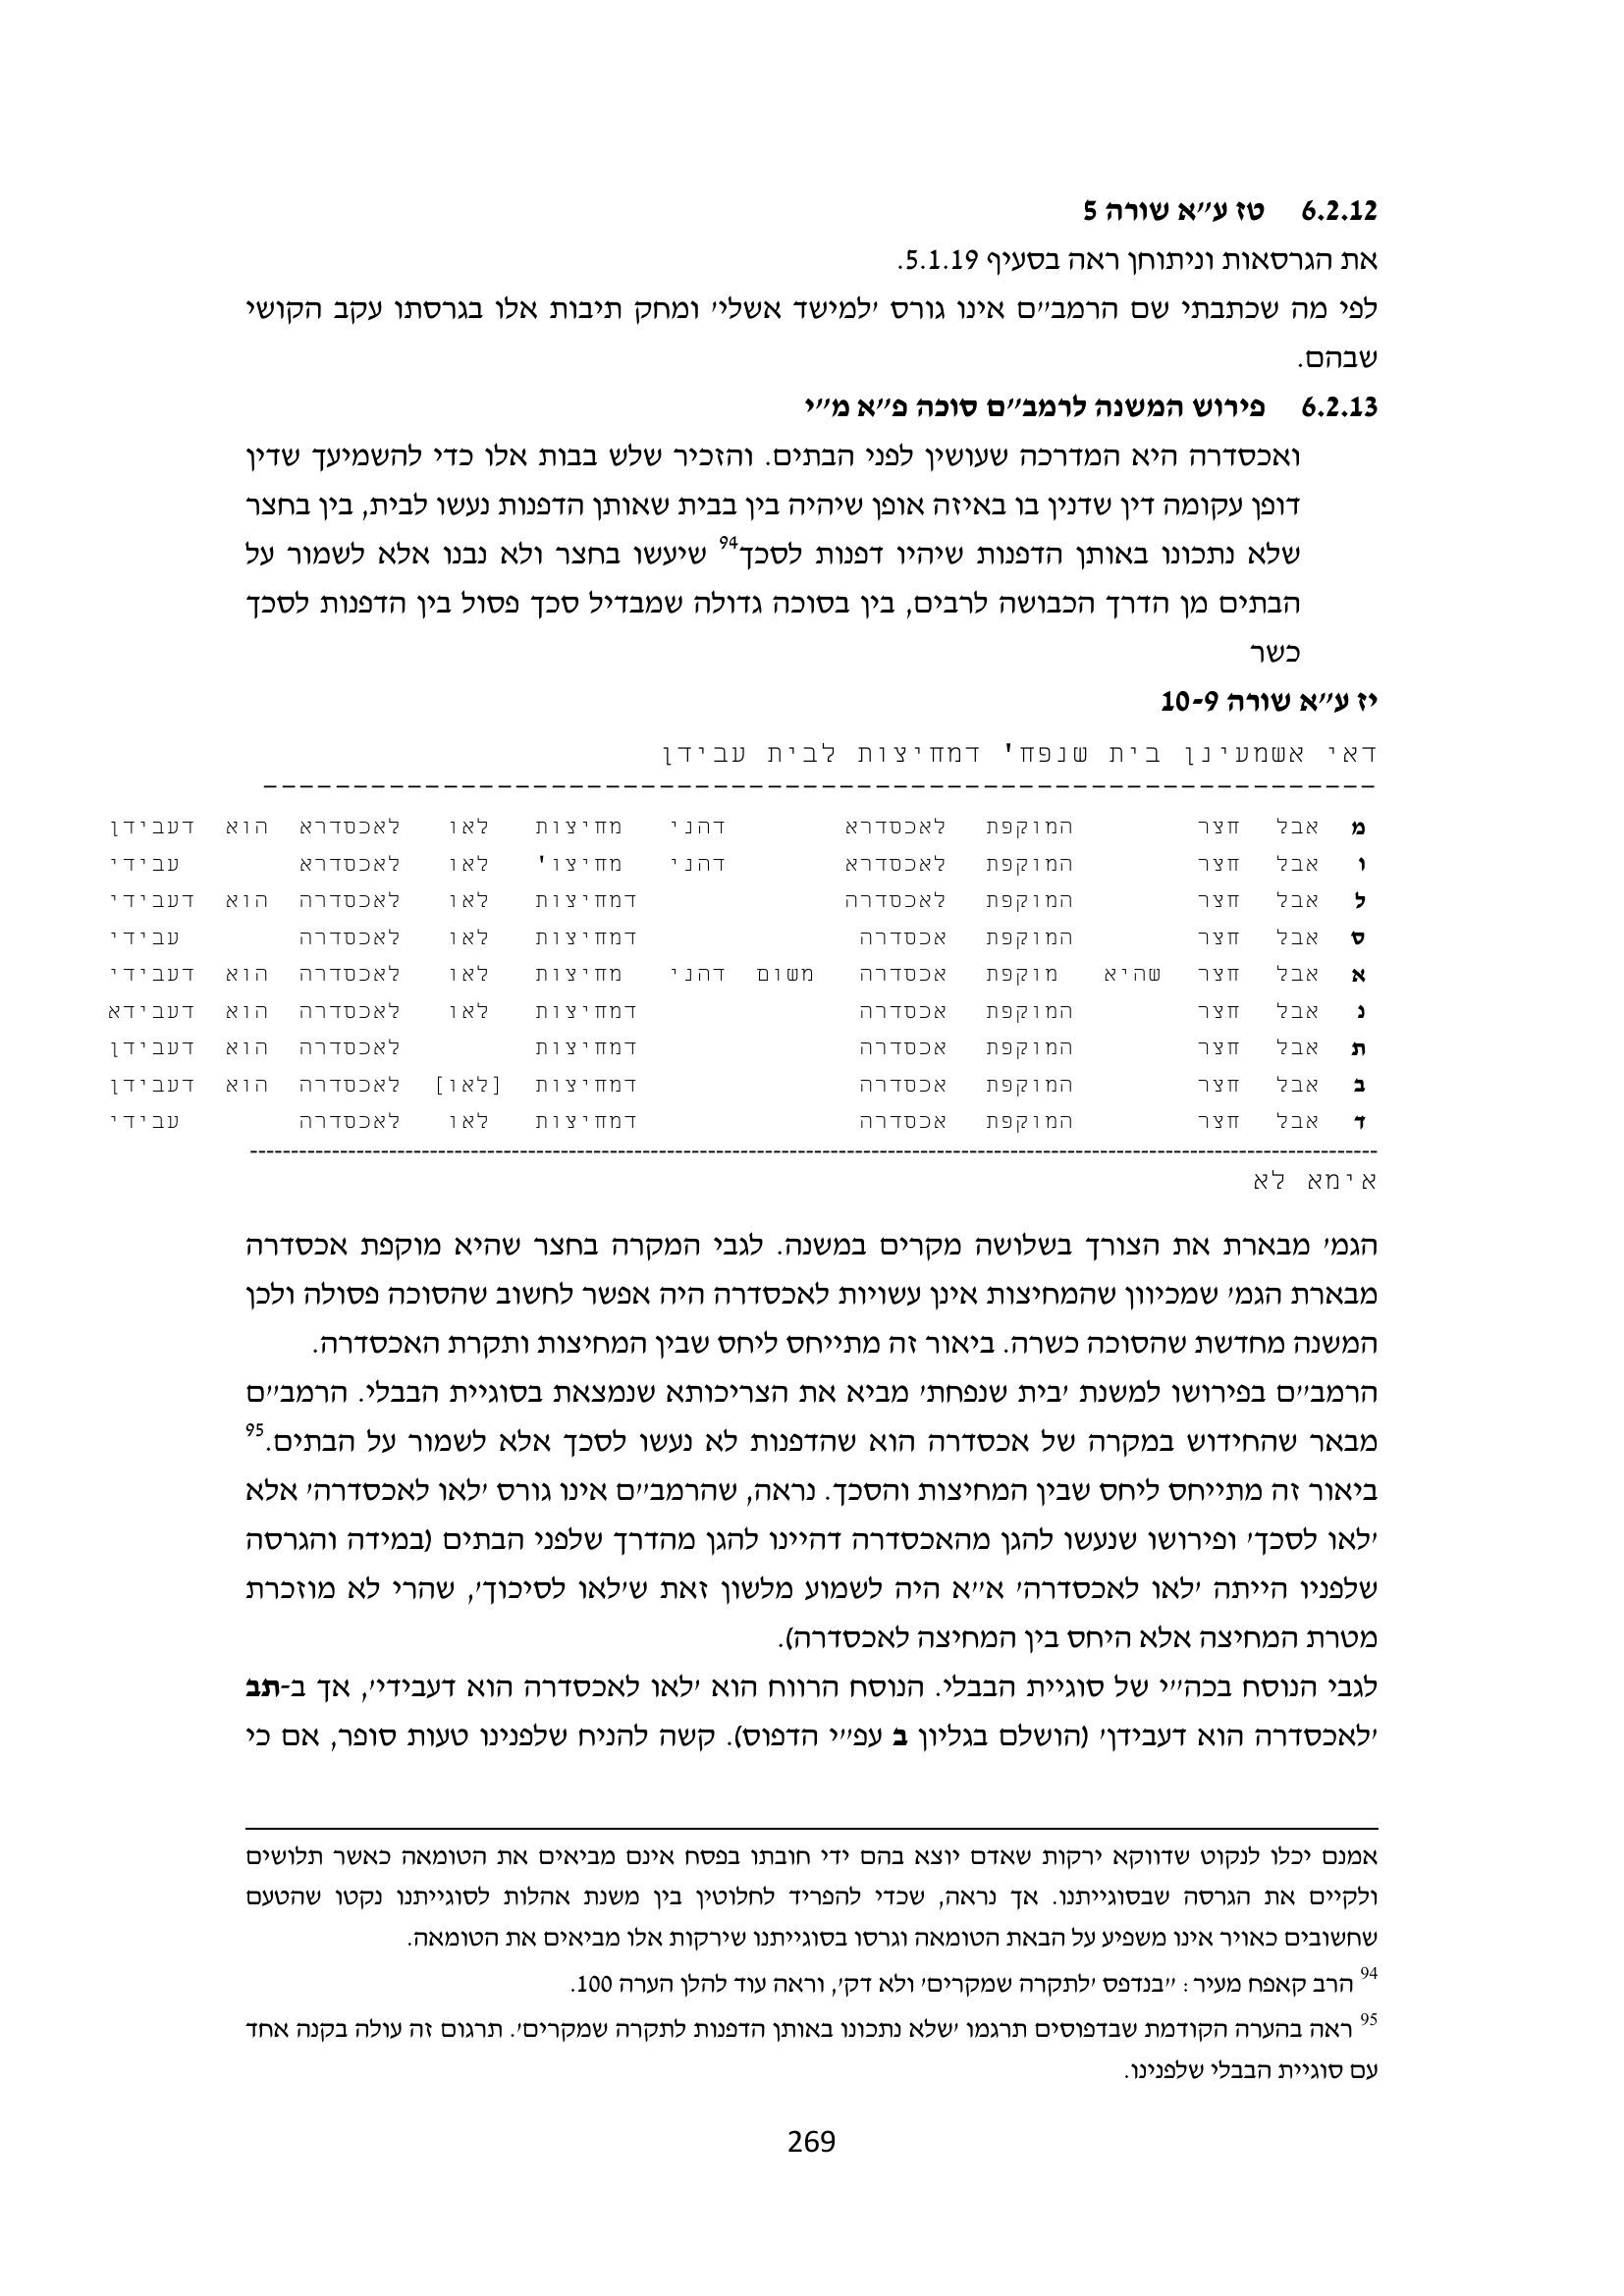 6.2.12 טז ע״א שורה 5
את הגרסאות וניתוחן ראה בסעיף 5.1.19.
לפי מה שכתבתי שם הרמב״ם אינו גורס ׳למישד אשלי׳ ומחק תיבות אלו בגרסתו עקב הקושי
שבהם.
6.2.13 פירוש המשנה לרמב״ם סוכה פ״א מ״י
ואכסדרה היא המדרכה שעושין לפני הבתים. והזכיר שלש בבות אלו כדי להשמיעך שדין
דופן עקומה דין שדנין בו באיזה אופן שיהיה בין בבית שאותן הדפנות נעשו לבית, בין בחצר
שלא נתכונו באותן הדפנות שיהיו דפנות לסכך94 שיעשו בחצר ולא נבנו אלא לשמור על
הבתים מן הדרך הכבושה לרבים, בין בסוכה גדולה שמבדיל סכך פסול בין הדפנות לסכך
כשר
יז ע״א שורה 10-9
דאי אשמעינן בית שנפח' דמחיצות לבית עבידן
מ אבל חצר המוקפת לאכסדרא דהני מחיצות לאו לאכסדרא הוא דעבידן
ו אבל חצר המוקפת לאכסדרא דהני מחיצו' לאו לאכסדרא עבידי
ל אבל חצר המוקפת לאכסדרה דמחיצות לאו לאכסדרה הוא דעבידי
ס אבל חצר המוקפת אכסדרה דמחיצות לאו לאכסדרה עבידי
א אבל חצר שהיא מוקפת אכסדרה משום דהני מחיצות לאו לאכסדרה הוא דעבידי
נ אבל חצר המוקפת אכסדרה דמחיצות לאו לאכסדרה הוא דעבידא
ת אבל חצר המוקפת אכסדרה דמחיצות לאכסדרה הוא דעבידן
ב אבל חצר המוקפת אכסדרה דמחיצות [לאו] לאכסדרה הוא דעבידן
ד אבל חצר המוקפת אכסדרה דמחיצות לאו לאכסדרה עבידי
אימא לא
הגמ׳ מבארת את הצורך בשלושה מקרים במשנה. לגבי המקרה בחצר שהיא מוקפת אכסדרה
מבארת הגמ׳ שמכיוון שהמחיצות אינן עשויות לאכסדרה היה אפשר לחשוב שהסוכה פסולה ולכן
המשנה מחדשת שהסוכה כשרה. ביאור זה מתייחס ליחס שבין המחיצות ותקרת האכסדרה.
הרמב״ם בפירושו למשנת ׳בית שנפחת׳ מביא את הצריכותא שנמצאת בסוגיית הבבלי. הרמב״ם
מבאר שהחידוש במקרה של אכסדרה הוא שהדפנות לא נעשו לסכך אלא לשמור על הבתים.95
ביאור זה מתייחס ליחס שבין המחיצות והסכך. נראה, שהרמב״ם אינו גורס ׳לאו לאכסדרה׳ אלא
׳לאו לסכך׳ ופירושו שנעשו להגן מהאכסדרה דהיינו להגן מהדרך שלפני הבתים (במידה והגרסה
שלפניו הייתה ׳לאו לאכסדרה׳ א״א היה לשמוע מלשון זאת ש׳לאו לסיכוך׳, שהרי לא מוזכרת
מטרת המחיצה אלא היחס בין המחיצה לאכסדרה).
לגבי הנוסח בכה״י של סוגיית הבבלי. הנוסח הרווח הוא ׳לאו לאכסדרה הוא דעבידי׳, אך ב-תב
׳לאכסדרה הוא דעבידן׳ (הושלם בגליון ב עפ״י הדפוס). קשה להניח שלפנינו טעות סופר, אם כי
אמנם יכלו לנקוט שדווקא ירקות שאדם יוצא בהם ידי חובתו בפסח אינם מביאים את הטומאה כאשר תלושים
ולקיים את הגרסה שבסוגייתנו. אך נראה, שכדי להפריד לחלוטין בין משנת אהלות לסוגייתנו נקטו שהטעם
שחשובים כאויר אינו משפיע על הבאת הטומאה וגרסו בסוגייתנו שירקות אלו מביאים את הטומאה.
94 הרב קאפח מעיר: ״בנדפס ׳לתקרה שמקרים׳ ולא דק׳, וראה עוד להלן הערה 100.
95 ראה בהערה הקודמת שבדפוסים תרגמו ׳שלא נתכונו באותן הדפנות לתקרה שמקרים׳. תרגום זה עולה בקנה אחד
עם סוגיית הבבלי שלפנינו.
269